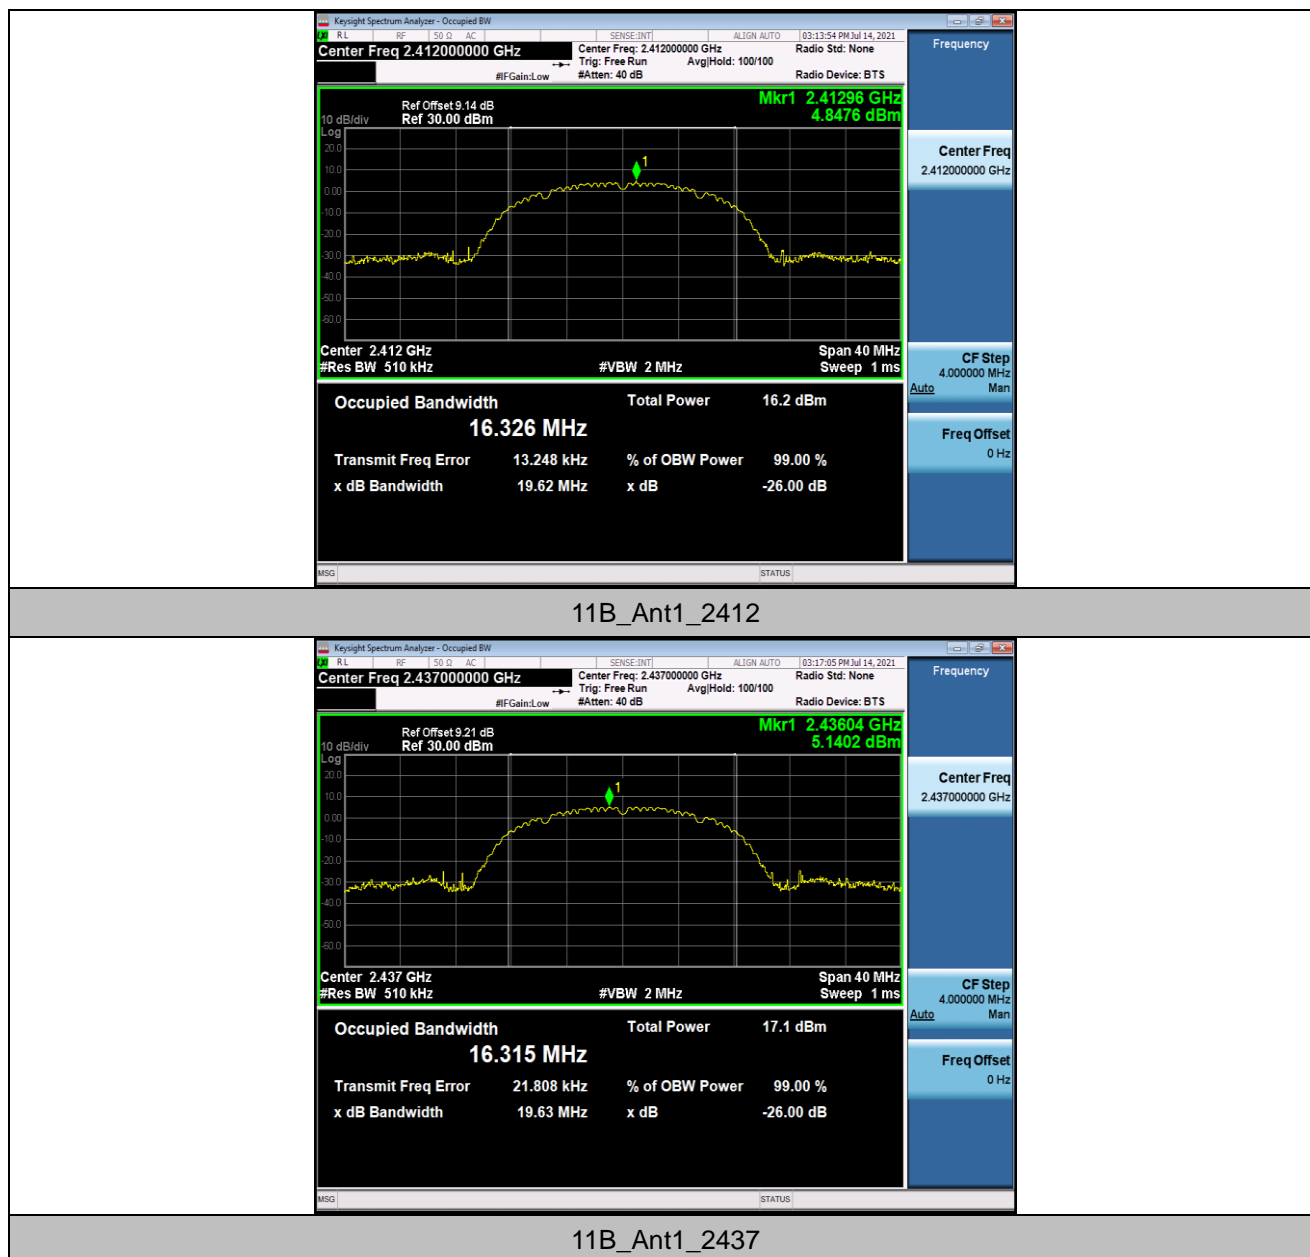 Keysight Spectrum Analyzer - Occupied BW
LXI RL RF 50 Ω AC SENSE:INT ALIGN AUTO 03:13:54 PM Jul 14, 2021
Center Freq 2.412000000 GHz
Center Freq: 2.412000000 GHz Radio Std: None
Trig: Free Run Avg|Hold: 100/100
#IFGain:Low #Atten: 40 dB Radio Device: BTS
Frequency
Mkr1 2.41296 GHz
4.8476 dBm
Ref Offset 9.14 dB
10 dB/div Ref 30.00 dBm
Log
20.0
10.0
0.00
-10.0
-20.0
-30.0
-40.0
-50.0
-60.0
1
Center 2.412 GHz Span 40 MHz
#Res BW 510 kHz #VBW 2 MHz Sweep 1 ms
Occupied Bandwidth Total Power 16.2 dBm
16.326 MHz
Transmit Freq Error 13.248 kHz % of OBW Power 99.00 %
x dB Bandwidth 19.62 MHz x dB -26.00 dB
Center Freq
2.412000000 GHz
CF Step
4.000000 MHz
Auto Man
Freq Offset
0 Hz
MSG STATUS
11B_Ant1_2412
Keysight Spectrum Analyzer - Occupied BW
LXI RL RF 50 Ω AC SENSE:INT ALIGN AUTO 03:17:05 PM Jul 14, 2021
Center Freq 2.437000000 GHz
Center Freq: 2.437000000 GHz Radio Std: None
Trig: Free Run Avg|Hold: 100/100
#IFGain:Low #Atten: 40 dB Radio Device: BTS
Frequency
Mkr1 2.43604 GHz
5.1402 dBm
Ref Offset 9.21 dB
10 dB/div Ref 30.00 dBm
Log
20.0
10.0
0.00
-10.0
-20.0
-30.0
-40.0
-50.0
-60.0
1
Center 2.437 GHz Span 40 MHz
#Res BW 510 kHz #VBW 2 MHz Sweep 1 ms
Occupied Bandwidth Total Power 17.1 dBm
16.315 MHz
Transmit Freq Error 21.808 kHz % of OBW Power 99.00 %
x dB Bandwidth 19.63 MHz x dB -26.00 dB
Center Freq
2.437000000 GHz
CF Step
4.000000 MHz
Auto Man
Freq Offset
0 Hz
MSG STATUS
11B_Ant1_2437